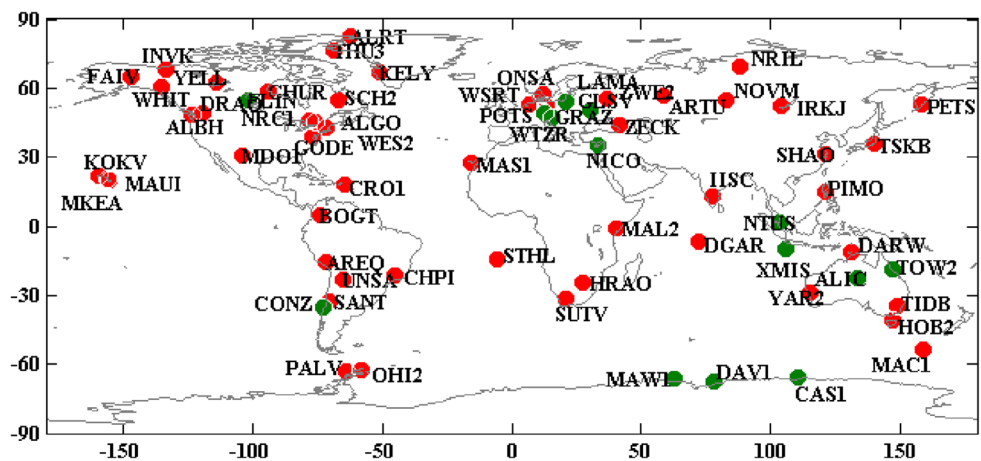 90
ALRT
THU3
INVK
NRIL
KELY
FAIV
YELL
ONSA
LAMA
CHUR
WSRT
GWE2
NOVM
WHIT
FLIN
SCH2
GLSV
ARTU
IRKJ
PETS
60
DRAO
POTS
GRAZ
NRC1
ALGO
ZECK
ALBH
WTZR
WES2
GODE
TSKB
30
KOKV
MDO1
MAS1
NICO
SHAO
MAUI
CRO1
IISC
PIMO
MKEA
BOGT
MAL2
NTUS
0
DGAR
DARW
STHL
AREQ
XMIS
ALIC
TOW2
UNSA
CHPI
HRAO
-30
CONZ
SANT
SUTV
YAR2
TIDB
HOB2
-60
PALV
OHI2
MAC1
MAW1
DAV1
CAS1
-90
-150
-100
-50
0
50
100
150